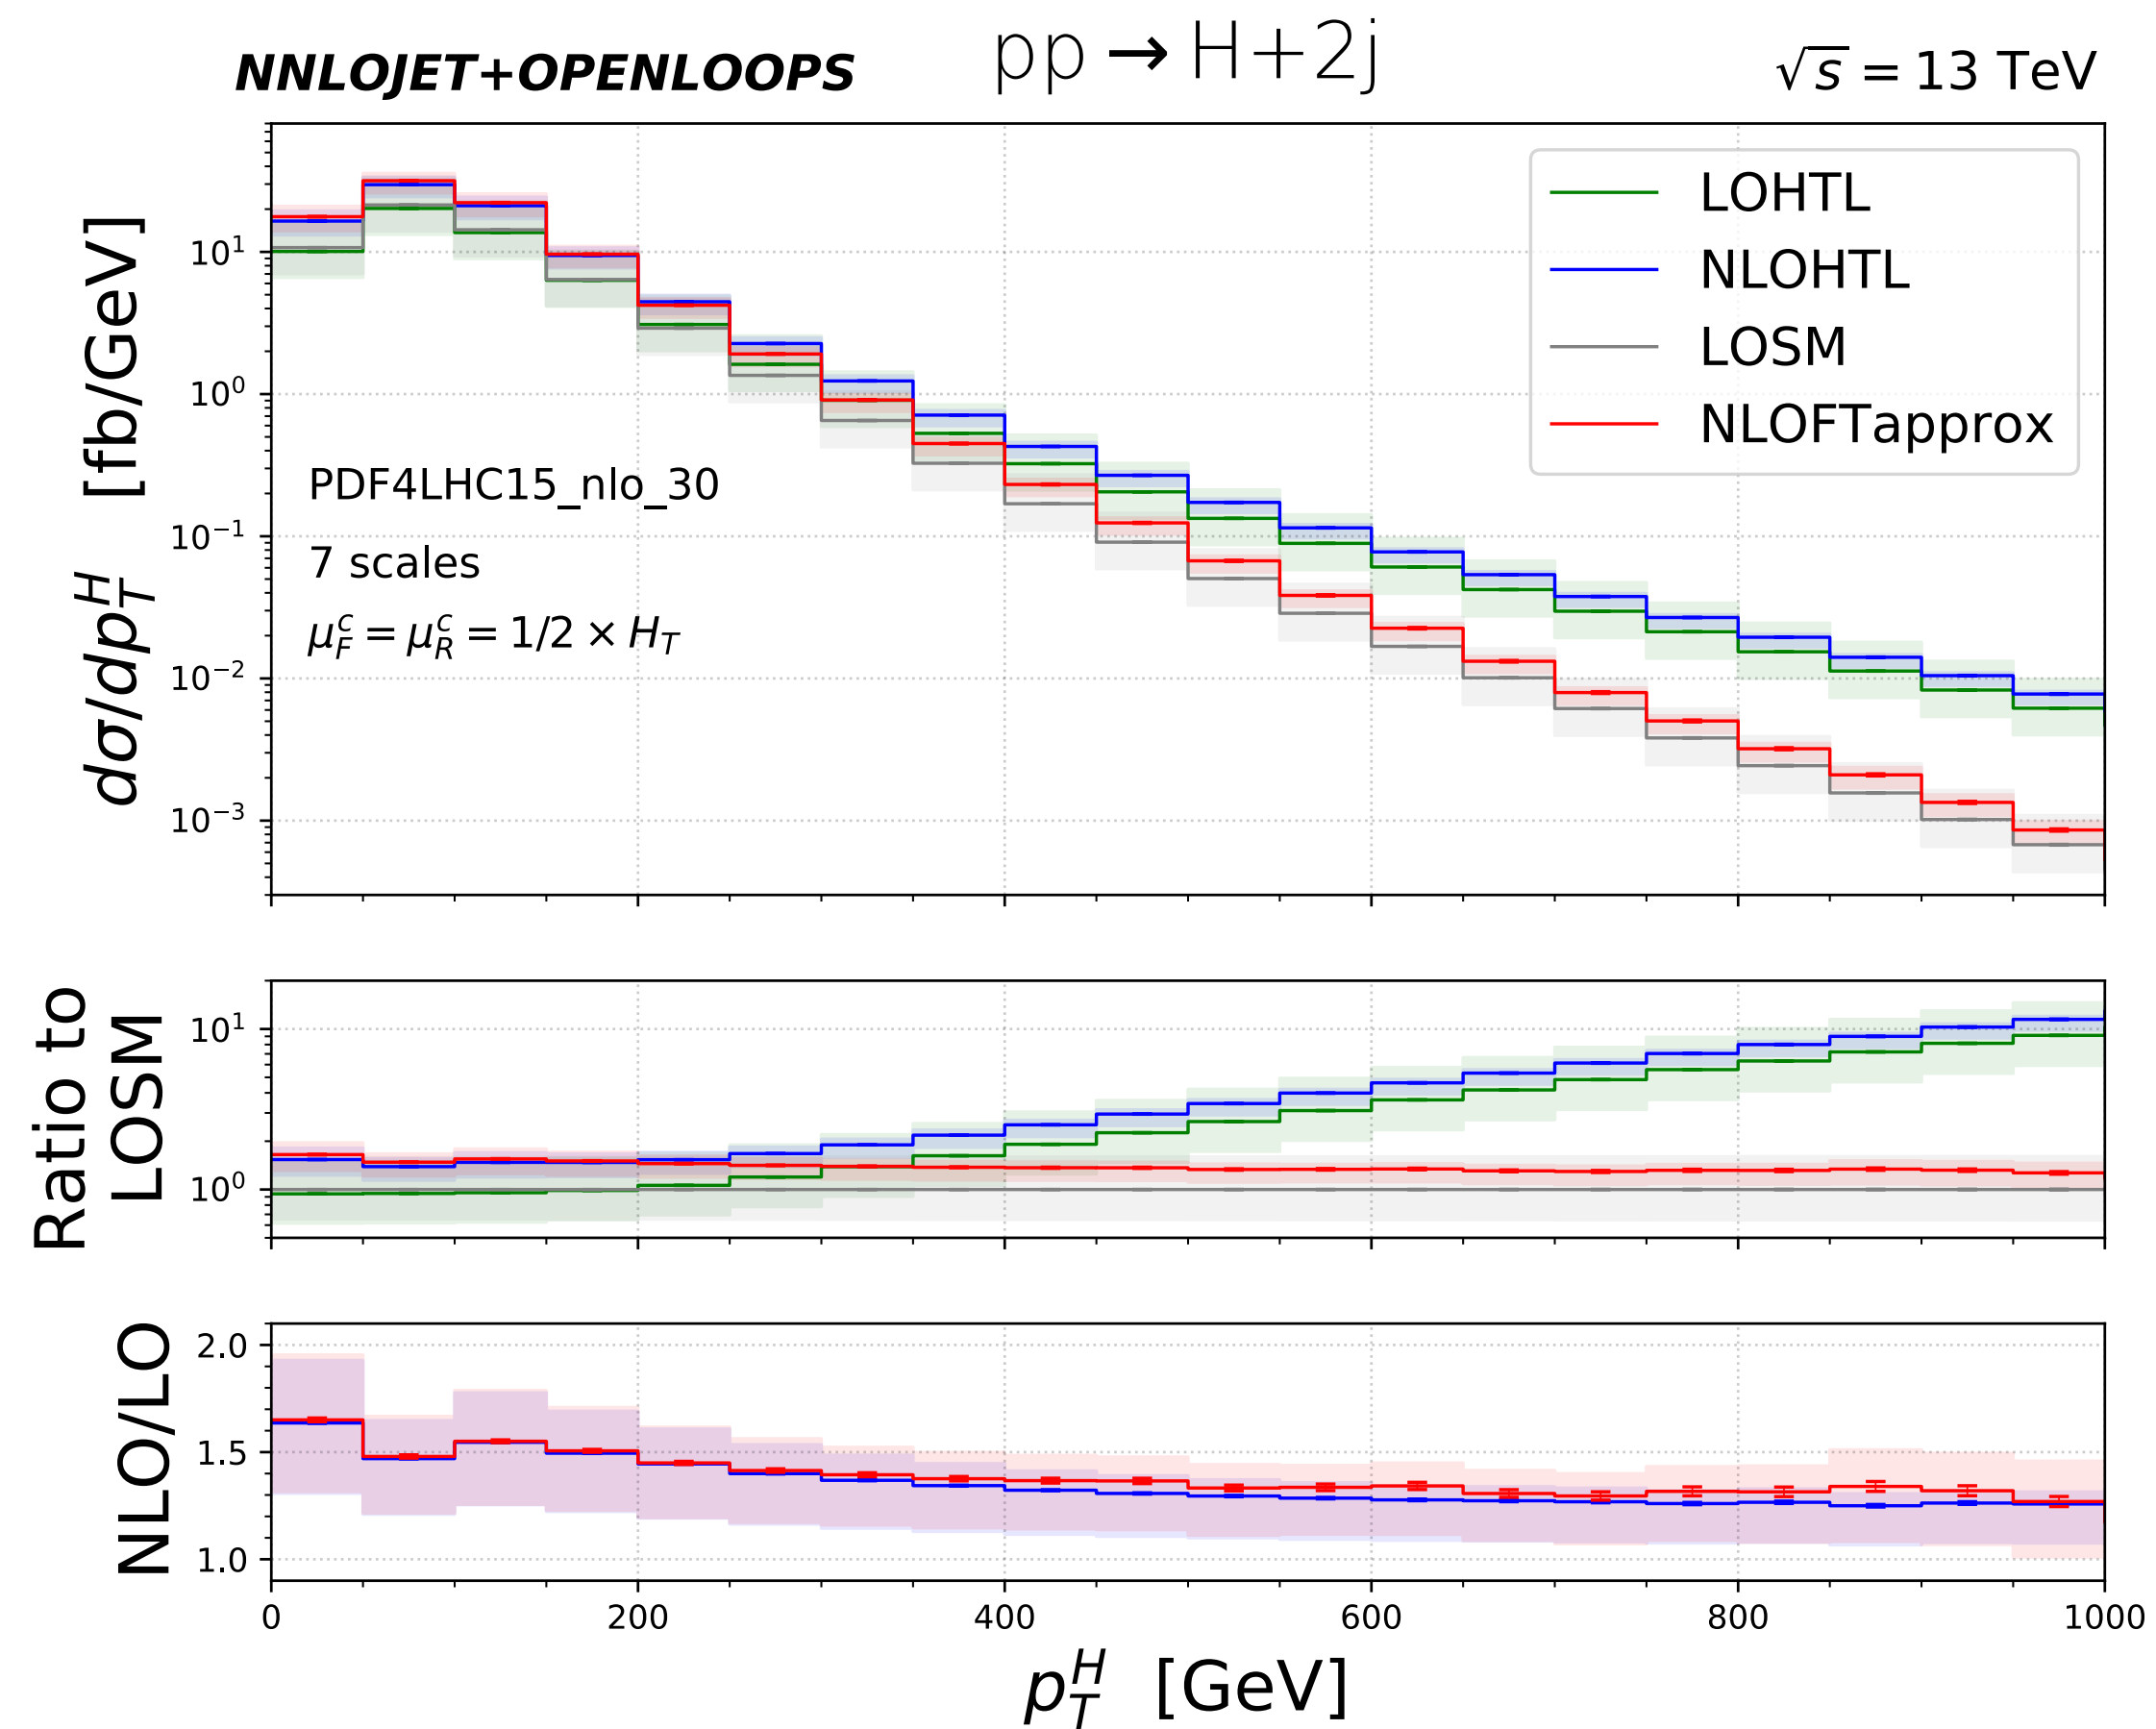 NNLOJET+OPENLOOPS
pp → H+2j
√s = 13 TeV
dσ/dp_T^H [fb/GeV]
10^1
10^0
10^−1
10^−2
10^−3
LOHTL
NLOHTL
LOSM
NLOFTapprox
PDF4LHC15_nlo_30
7 scales
μ_F^c = μ_R^c = 1/2 × H_T
Ratio to
LOSM
10^1
10^0
NLO/LO
2.0
1.5
1.0
0 200 400 600 800 1000
p_T^H [GeV]